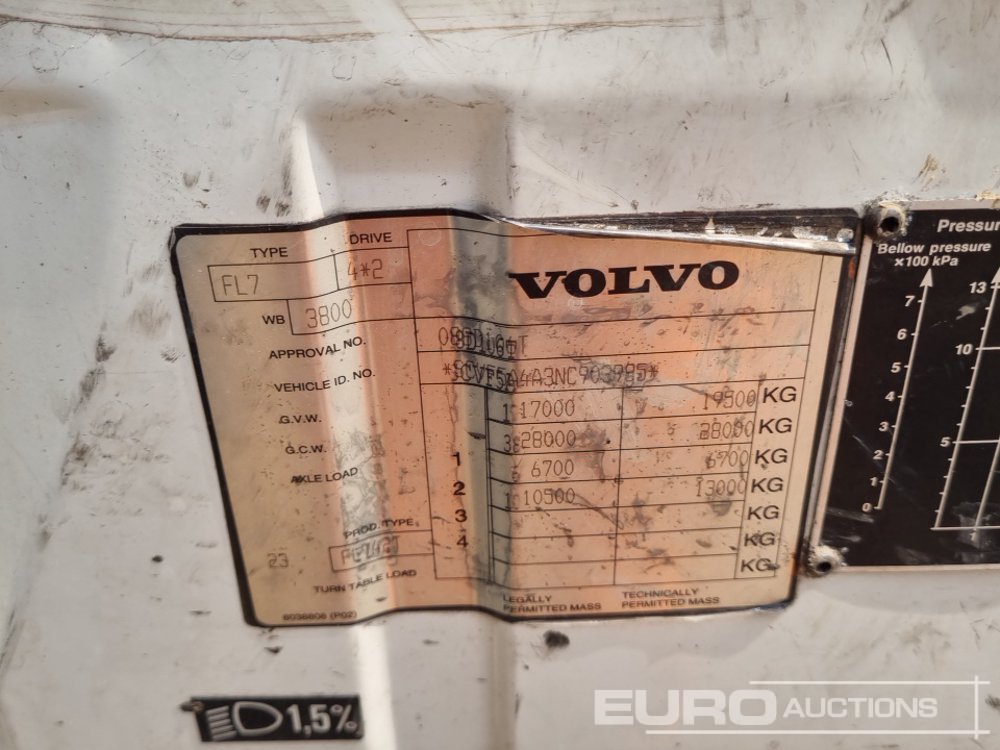 TYPE DRIVE
FL7 4*2
VOLVO
WB 3800
APPROVAL NO.
VEHICLE ID. NO.
G.V.W. 17000 19500 KG
G.C.W. 28000 28000 KG
AXLE LOAD 1 6700 6700 KG
2 10500 13000 KG
3 KG
PROD. TYPE 4 KG
23
TURN TABLE LOAD KG
LEGALLY PERMITTED MASS
TECHNICALLY PERMITTED MASS
Bellow pressure
×100 kPa
7
6
5
4
3
2
1
0
13
10
5
1,5%
EURO AUCTIONS